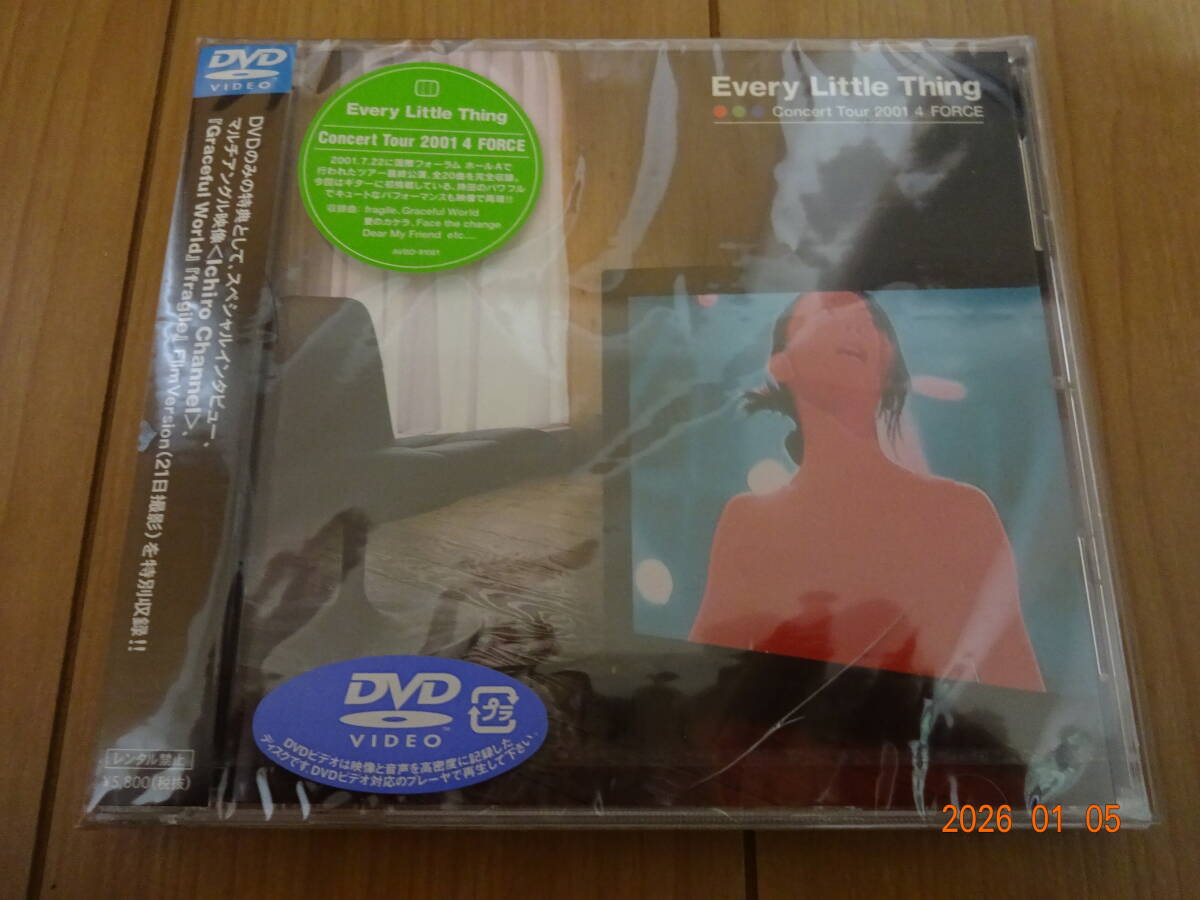 DVD
VIDEO
DVDのみの特典として、スペシャルインタビュー、
マルチアングル映像<Ichiro Channel>、
『Graceful World』『fragile』Film Version(21日撮影)を特別収録!!
レンタル禁止
¥5,800(税抜)
Every Little Thing
Concert Tour 2001 4 FORCE
2001.7.22に国際フォーラム ホールAで
行われたツアー最終公演、全20曲を完全収録。
今回はギターに初挑戦している、持田のパワフル
でキュートなパフォーマンスも映像で再現!!
収録曲: fragile、Graceful World
愛のカケラ、Face the change
Dear My Friend etc....
AVBD-91061
Every Little Thing
Concert Tour 2001 4 FORCE
DVD
VIDEO
プラ
DVDビデオは映像と音声を高密度に記録した
ディスクです。DVDビデオ対応のプレーヤで再生して下さい。
2026 01 05